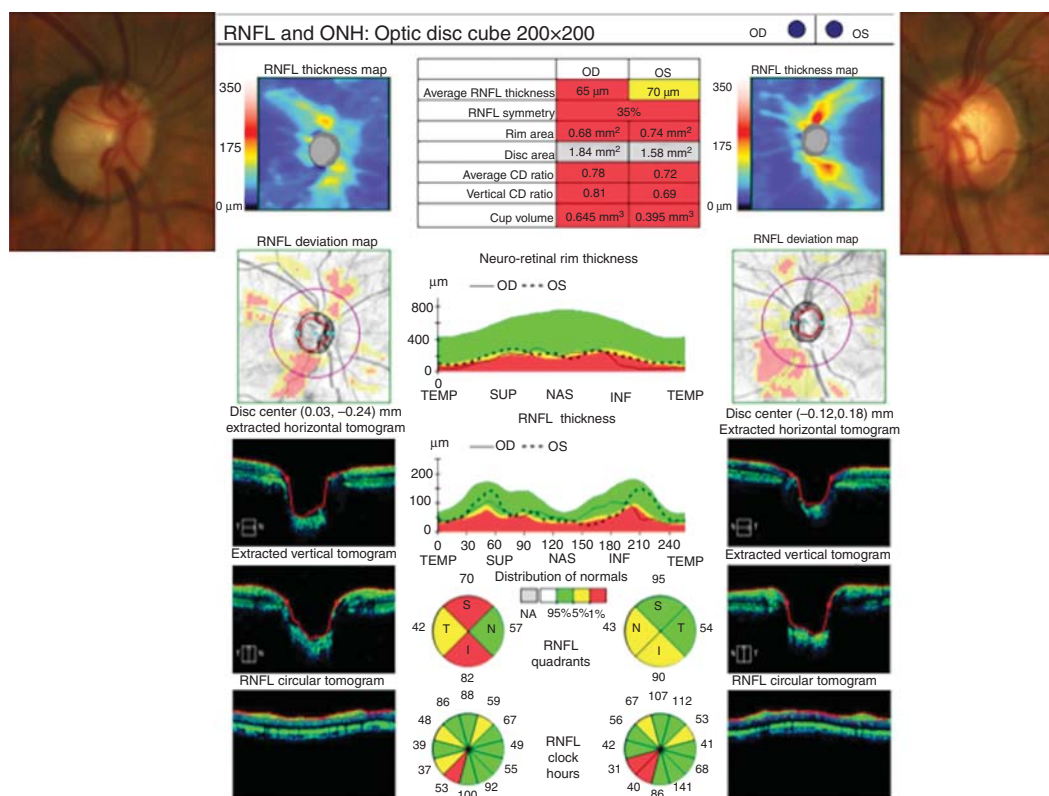 RNFL and ONH: Optic disc cube 200×200
OD
OS
RNFL thickness map
350
175
0 μm
OD OS
Average RNFL thickness 65 μm 70 μm
RNFL symmetry 35%
Rim area 0.68 mm² 0.74 mm²
Disc area 1.84 mm² 1.58 mm²
Average CD ratio 0.78 0.72
Vertical CD ratio 0.81 0.69
Cup volume 0.645 mm³ 0.395 mm³
RNFL thickness map
350
175
0 μm
RNFL deviation map
Neuro-retinal rim thickness
μm
OD OS
800
400
0
0
TEMP SUP NAS INF TEMP
RNFL deviation map
Disc center (0.03, –0.24) mm
extracted horizontal tomogram
RNFL thickness
μm
OD OS
200
100
0
0 30 60 90 120 150 180 210 240
TEMP SUP NAS INF TEMP
Disc center (–0.12,0.18) mm
Extracted horizontal tomogram
T N
T N
Extracted vertical tomogram
Extracted vertical tomogram
Distribution of normals
NA 95% 5% 1%
70
42 S T N I 57
82
RNFL
quadrants
95
43 S N T I 54
90
RNFL circular tomogram
RNFL circular tomogram
88
86 59
48 67
39 49
37 55
53 92
100
RNFL
clock
hours
107
67 112
56 53
42 41
31 68
40 141
86